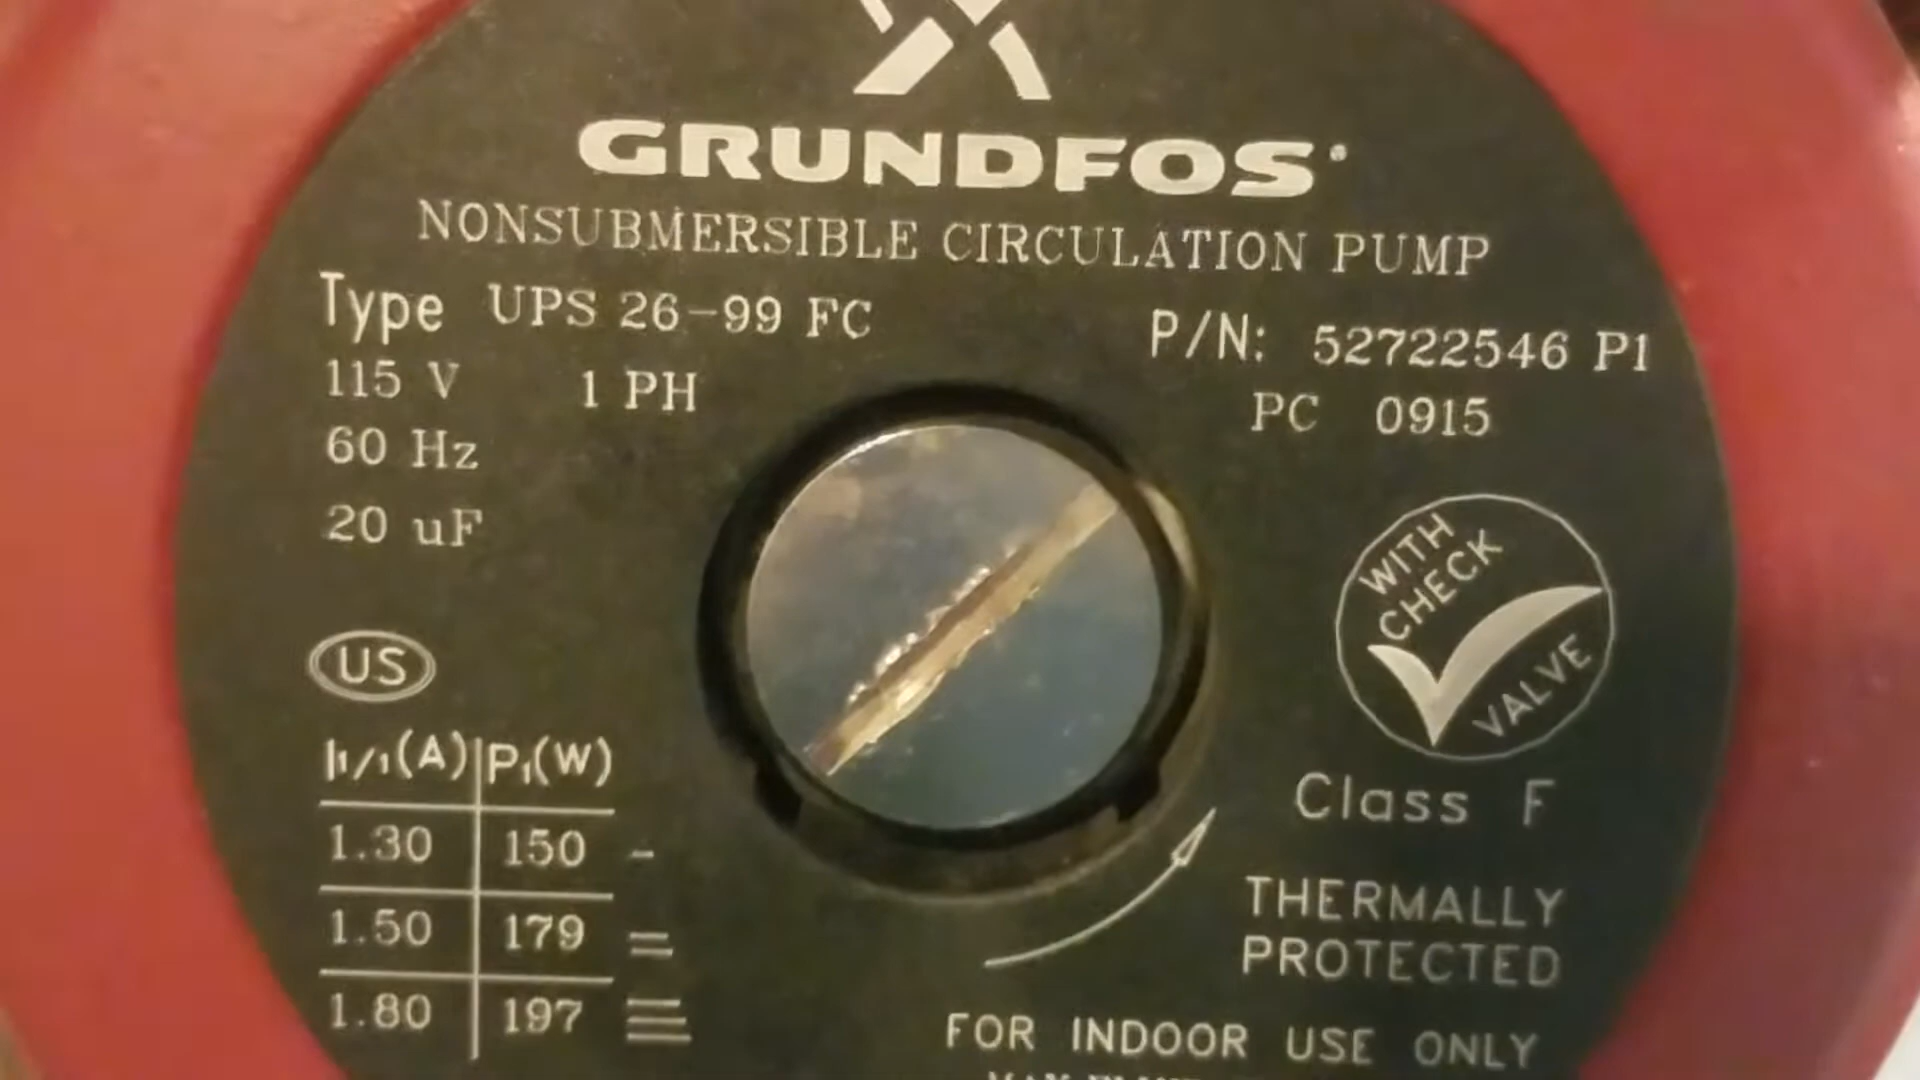 GRUNDFOS
NONSUBMERSIBLE CIRCULATION PUMP
Type UPS 26-99 FC
P/N: 52722546 P1
115 V 1 PH
PC 0915
60 Hz
20 uF
WITH
CHECK
VALVE
US
I1/1(A) P1(W)
1.30 150
1.50 179
1.80 197
Class F
THERMALLY
PROTECTED
FOR INDOOR USE ONLY